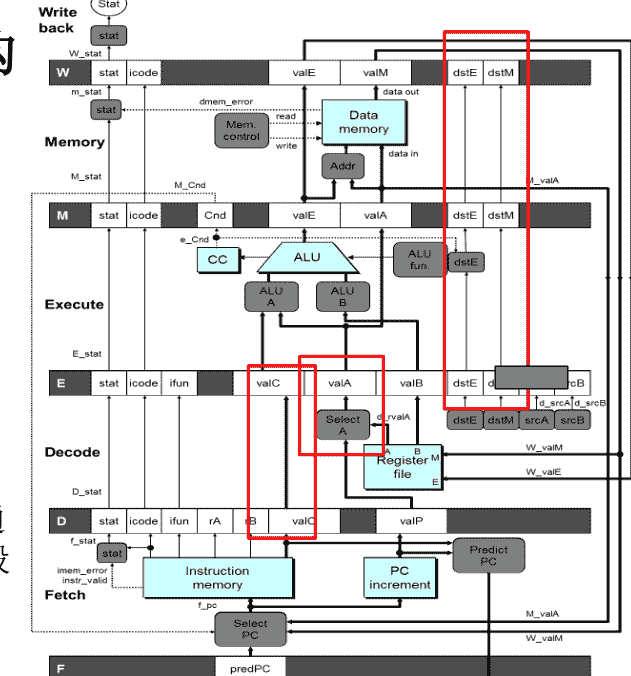 Stat
Write
back
stat
W_stat
W
stat
icode
valE
valM
dstE
dstM
m_stat
stat
dmem_error
data out
read
Mem.
control
write
Data
memory
data in
Memory
Addr
M_stat
M_Cnd
M_valA
M
stat
icode
Cnd
valE
valA
dstE
dstM
e_Cnd
CC
ALU
ALU
fun.
dstE
ALU
A
ALU
B
Execute
E_stat
E
stat
icode
ifun
valC
valA
valB
dstE
d_srcA
d_srcB
Select
A
d_rvalA
dstE
dstM
srcA
srcB
Decode
A
B
M
Register
file
E
W_valM
W_valE
D_stat
D
stat
icode
ifun
rA
rB
valC
valP
f_stat
stat
imem_error
instr_valid
Instruction
memory
PC
increment
Predict
PC
Fetch
f_pc
Select
PC
M_valA
W_valM
F
predPC